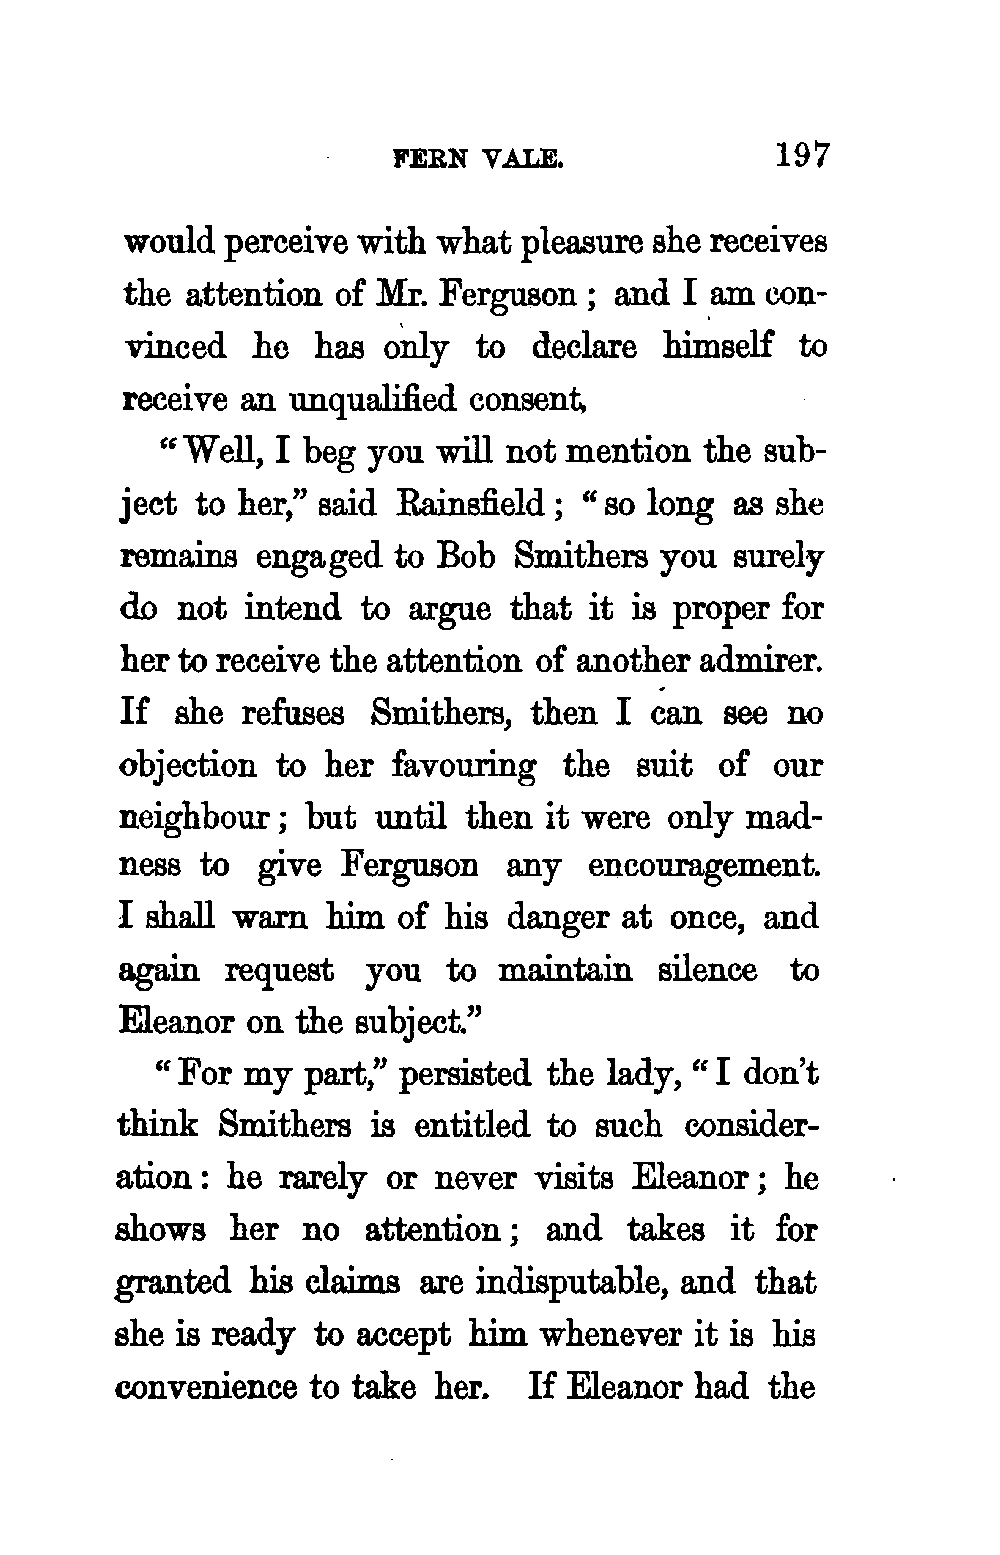 FERN VALE. 197
would perceive with what pleasure she receives
the attention of Mr. Ferguson ; and I am con-
vinced he has only to declare himself to
receive an unqualified consent,
“Well, I beg you will not mention the sub-
ject to her,” said Rainsfield ; “so long as she
remains engaged to Bob Smithers you surely
do not intend to argue that it is proper for
her to receive the attention of another admirer.
If she refuses Smithers, then I can see no
objection to her favouring the suit of our
neighbour ; but until then it were only mad-
ness to give Ferguson any encouragement.
I shall warn him of his danger at once, and
again request you to maintain silence to
Eleanor on the subject.”
“For my part,” persisted the lady, “I don't
think Smithers is entitled to such consider-
ation : he rarely or never visits Eleanor ; he
shows her no attention ; and takes it for
granted his claims are indisputable, and that
she is ready to accept him whenever it is his
convenience to take her. If Eleanor had the